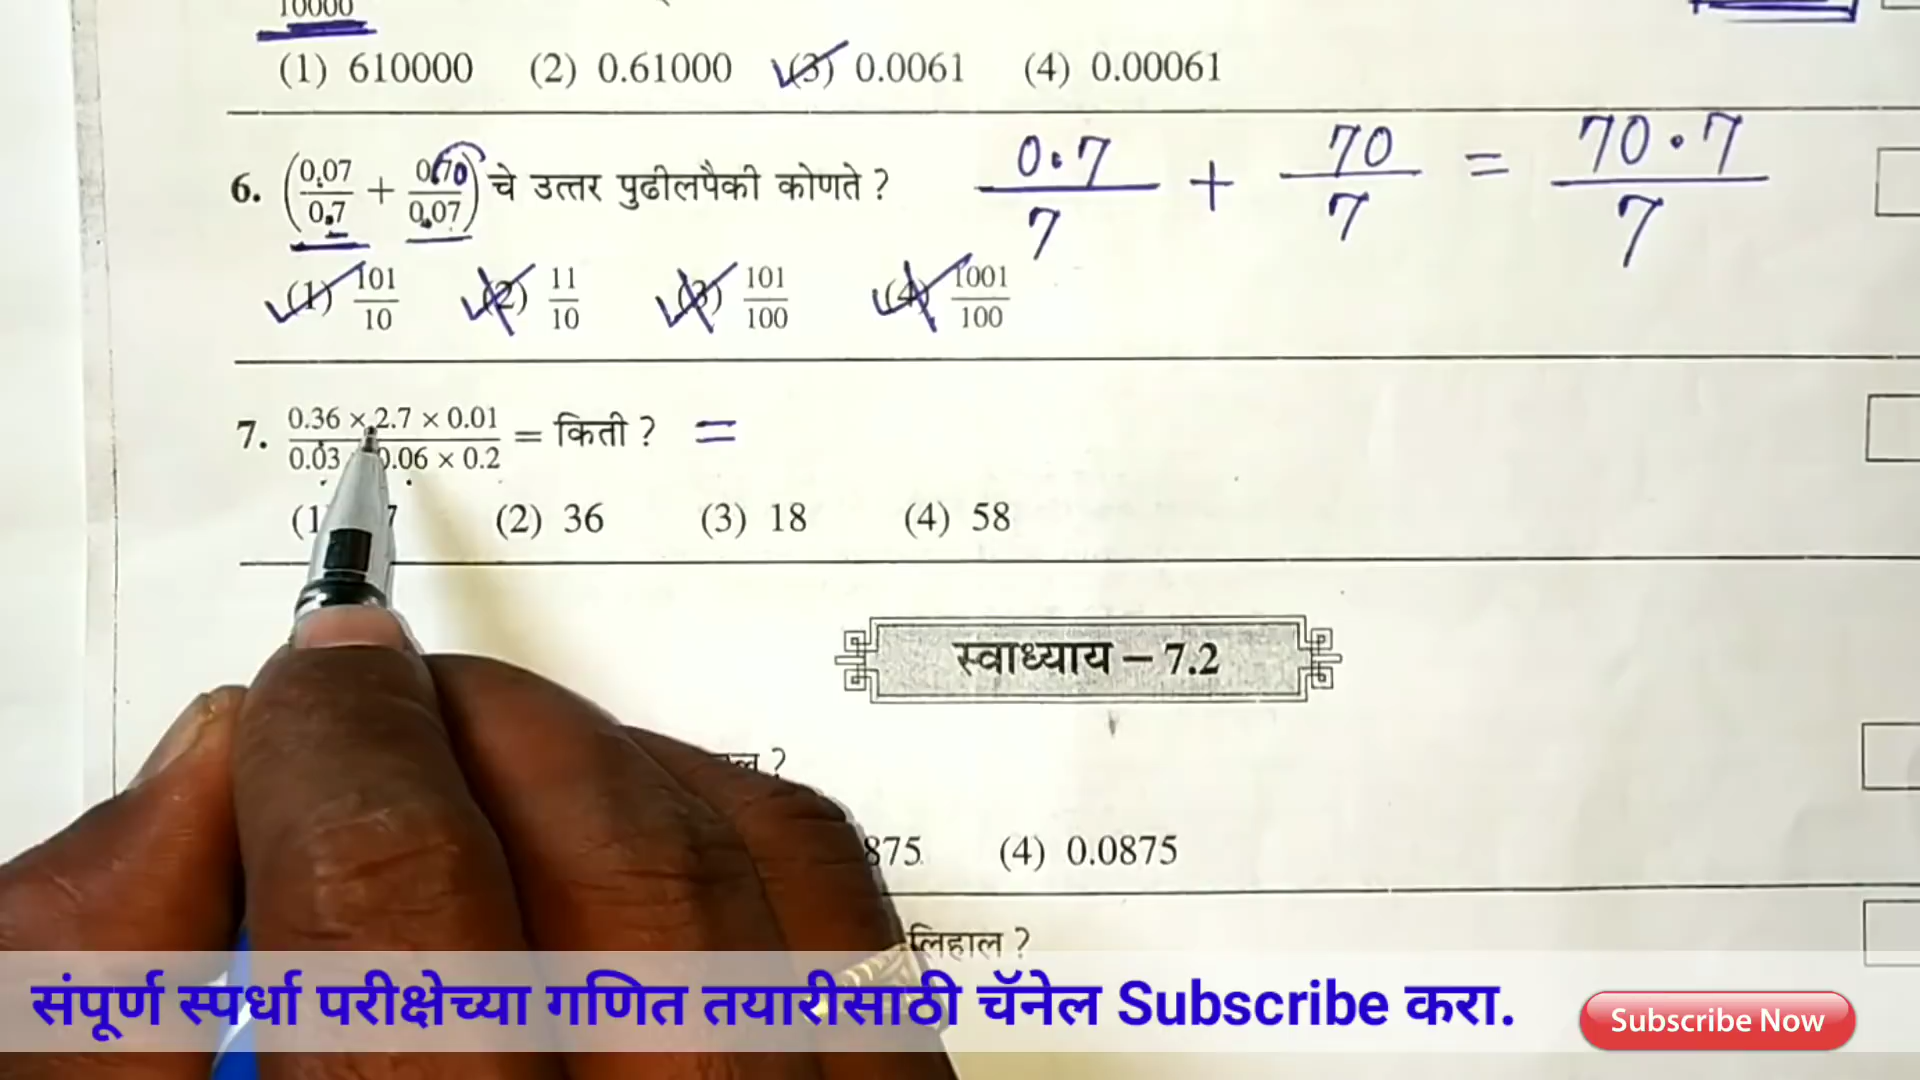 10000
(1) 610000 (2) 0.61000 (3) 0.0061 (4) 0.00061
6. (0.07/0.7 + 0.70/0.07) चे उत्तर पुढीलपैकी कोणते ? 0.7/7 + 70/7 = 70.7/7
(1) 101/10 (2) 11/10 (3) 101/100 (4) 1001/100
7. 0.36 × 2.7 × 0.01 / 0.03 0.06 × 0.2 = किती ? =
(1) 7 (2) 36 (3) 18 (4) 58
स्वाध्याय – 7.2
?
875 (4) 0.0875
लिहाल ?
संपूर्ण स्पर्धा परीक्षेच्या गणित तयारीसाठी चॅनेल Subscribe करा.
Subscribe Now